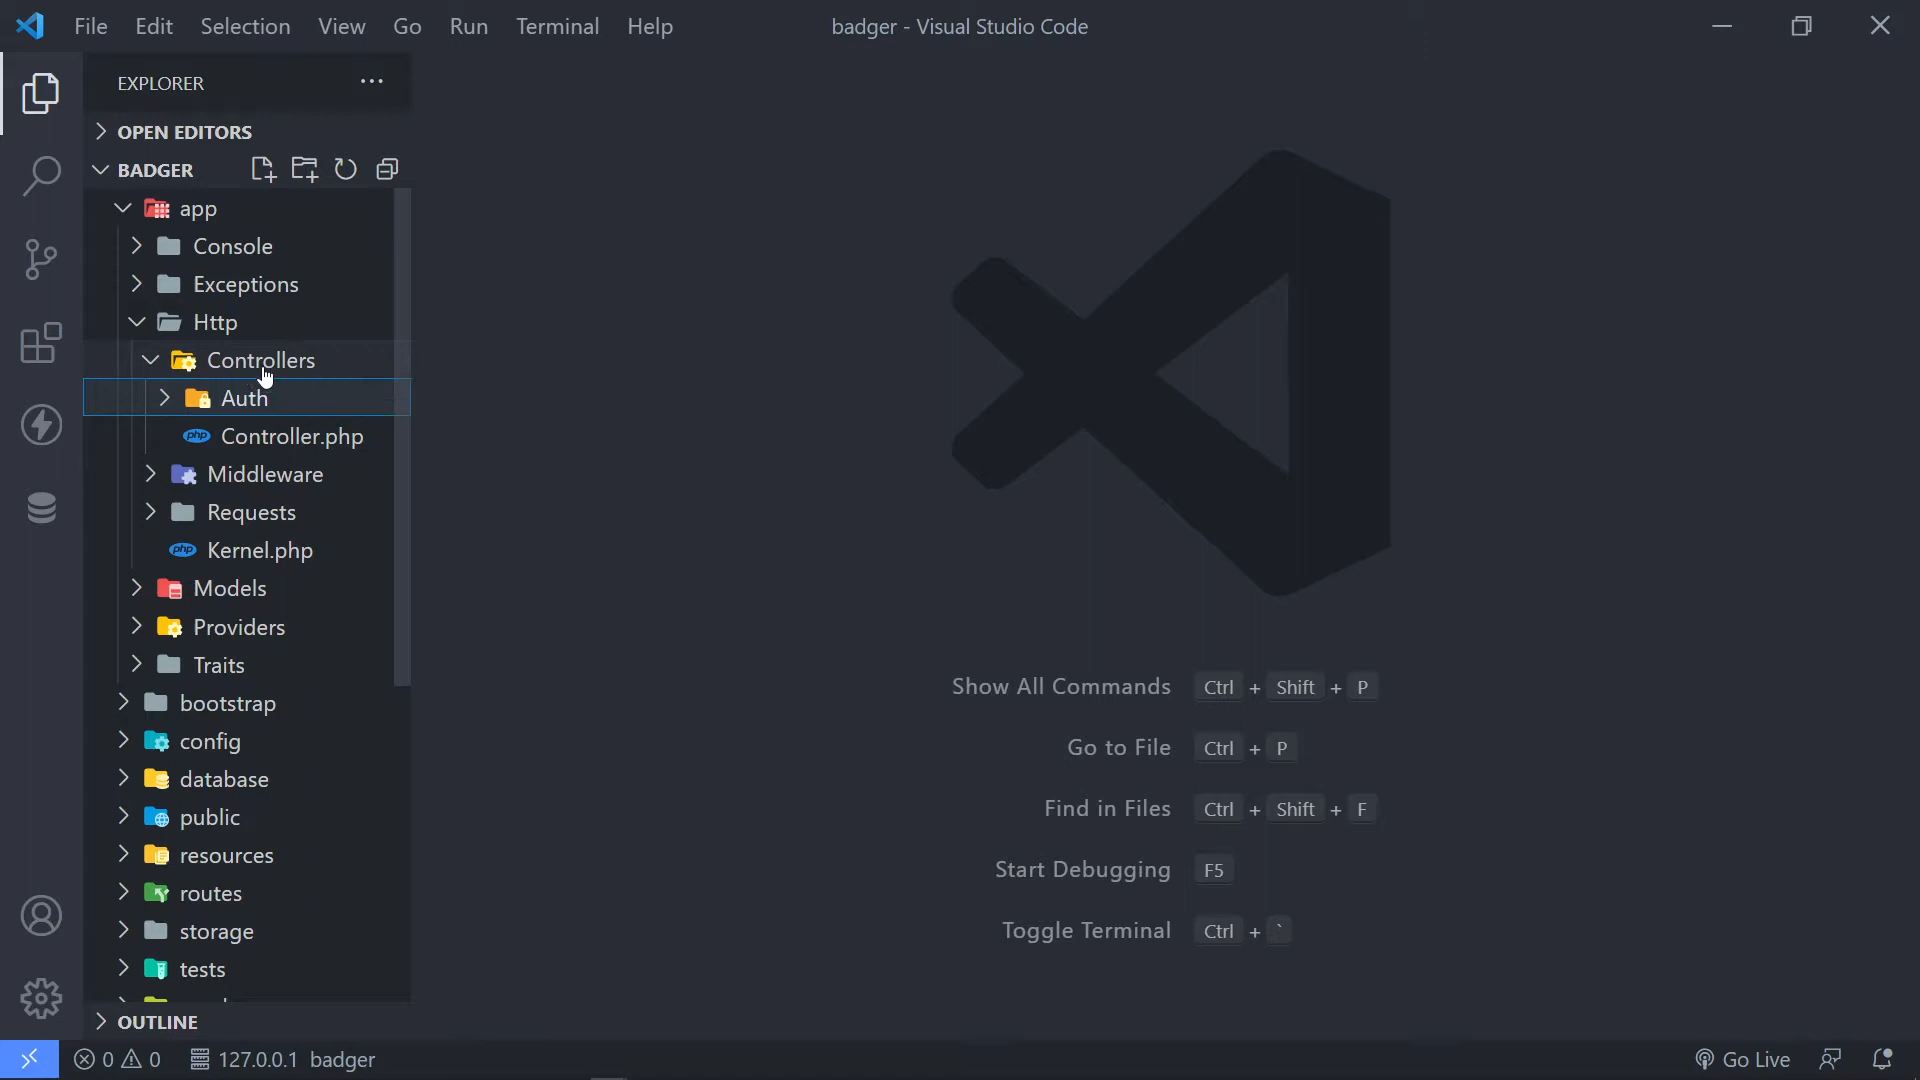 File Edit Selection View Go Run Terminal Help
badger - Visual Studio Code
EXPLORER
OPEN EDITORS
BADGER
app
Console
Exceptions
Http
Controllers
Auth
php Controller.php
Middleware
Requests
php Kernel.php
Models
Providers
Traits
bootstrap
config
database
public
resources
routes
storage
tests
OUTLINE
Show All Commands Ctrl + Shift + P
Go to File Ctrl + P
Find in Files Ctrl + Shift + F
Start Debugging F5
Toggle Terminal Ctrl + `
0 0 127.0.0.1 badger
Go Live